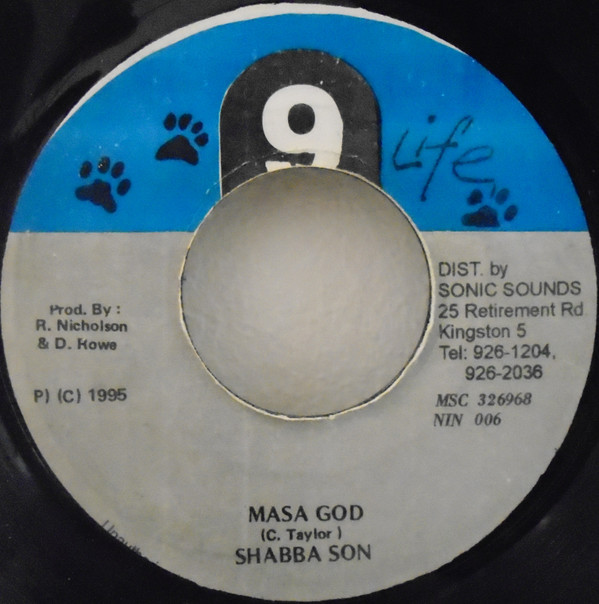 9
Life
Prod. By :
R. Nicholson
& D. Rowe
P) (C) 1995
DIST. by
SONIC SOUNDS
25 Retirement Rd
Kingston 5
Tel: 926-1204,
926-2036
MSC 326968
NIN 006
MASA GOD
(C. Taylor)
SHABBA SON